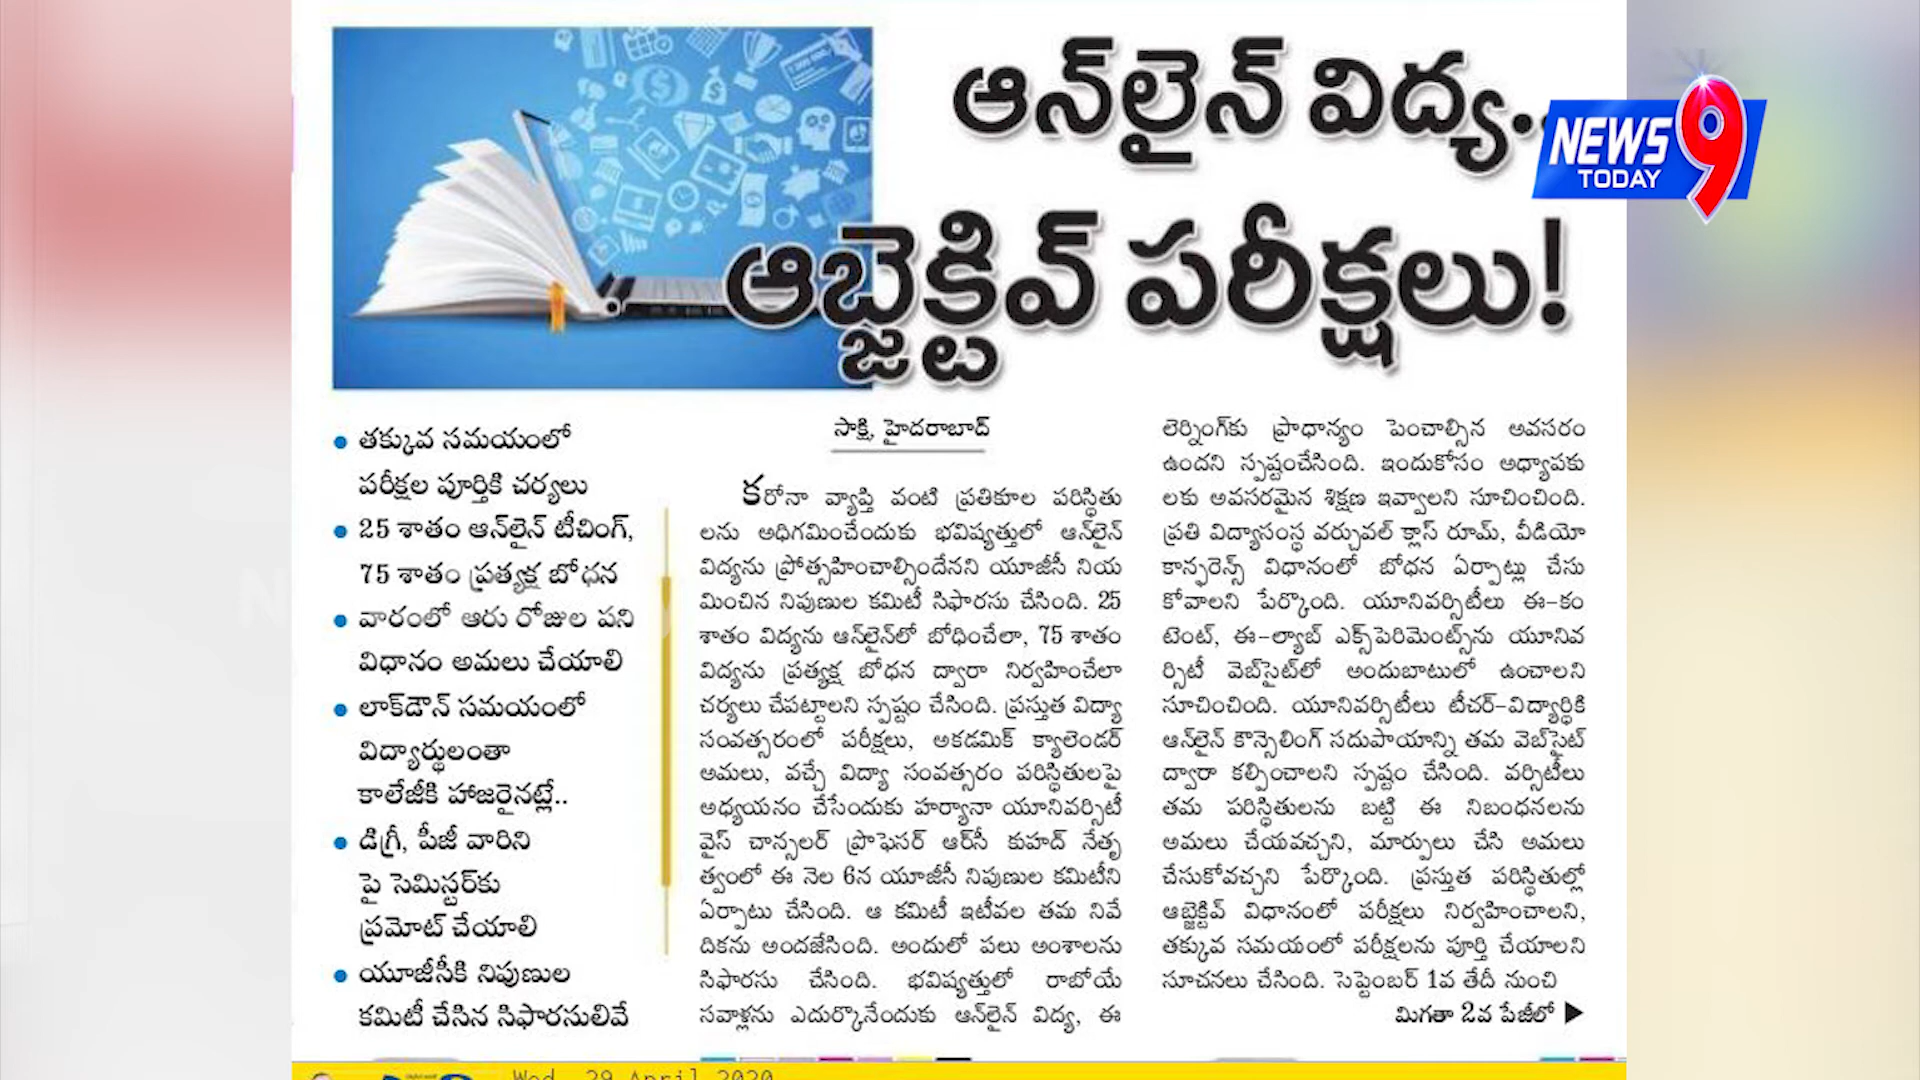 ఆన్‌లైన్ విద్య..
ఆబ్జెక్టివ్ పరీక్షలు!
NEWS 9
TODAY
తక్కువ సమయంలో
పరీక్షల పూర్తికి చర్యలు
25 శాతం ఆన్‌లైన్ టీచింగ్,
75 శాతం ప్రత్యక్ష బోధన
వారంలో ఆరు రోజుల పని
విధానం అమలు చేయాలి
లాక్‌డౌన్ సమయంలో
విద్యార్థులంతా
కాలేజీకి హాజరైనట్లే..
డిగ్రీ, పీజీ వారిని
పై సెమిస్టర్‌కు
ప్రమోట్ చేయాలి
యూజీసీకి నిపుణుల
కమిటీ చేసిన సిఫారసులివే
సాక్షి, హైదరాబాద్
కరోనా వ్యాప్తి వంటి ప్రతికూల పరిస్థితు
లను అధిగమించేందుకు భవిష్యత్తులో ఆన్‌లైన్
విద్యను ప్రోత్సహించాల్సిందేనని యూజీసీ నియ
మించిన నిపుణుల కమిటీ సిఫారసు చేసింది. 25
శాతం విద్యను ఆన్‌లైన్‌లో బోధించేలా, 75 శాతం
విద్యను ప్రత్యక్ష బోధన ద్వారా నిర్వహించేలా
చర్యలు చేపట్టాలని స్పష్టం చేసింది. ప్రస్తుత విద్యా
సంవత్సరంలో పరీక్షలు, అకడమిక్ క్యాలెండర్
అమలు, వచ్చే విద్యా సంవత్సరం పరిస్థితులపై
అధ్యయనం చేసేందుకు హర్యానా యూనివర్సిటీ
వైస్ చాన్సలర్ ప్రొఫెసర్ ఆర్‌సీ కుహద్ నేతృ
త్వంలో ఈ నెల 6న యూజీసీ నిపుణుల కమిటీని
ఏర్పాటు చేసింది. ఆ కమిటీ ఇటీవల తమ నివే
దికను అందజేసింది. అందులో పలు అంశాలను
సిఫారసు చేసింది. భవిష్యత్తులో రాబోయే
సవాళ్లను ఎదుర్కొనేందుకు ఆన్‌లైన్ విద్య, ఈ
లెర్నింగ్‌కు ప్రాధాన్యం పెంచాల్సిన అవసరం
ఉందని స్పష్టంచేసింది. ఇందుకోసం అధ్యాపకు
లకు అవసరమైన శిక్షణ ఇవ్వాలని సూచించింది.
ప్రతి విద్యాసంస్థ వర్చువల్ క్లాస్ రూమ్, వీడియో
కాన్ఫరెన్స్ విధానంలో బోధన ఏర్పాట్లు చేసు
కోవాలని పేర్కొంది. యూనివర్సిటీలు ఈ-కం
టెంట్, ఈ-ల్యాబ్ ఎక్స్‌పెరిమెంట్స్‌ను యూనివ
ర్సిటీ వెబ్‌సైట్‌లో అందుబాటులో ఉంచాలని
సూచించింది. యూనివర్సిటీలు టీచర్-విద్యార్థికి
ఆన్‌లైన్ కౌన్సెలింగ్ సదుపాయాన్ని తమ వెబ్‌సైట్
ద్వారా కల్పించాలని స్పష్టం చేసింది. వర్సిటీలు
తమ పరిస్థితులను బట్టి ఈ నిబంధనలను
అమలు చేయవచ్చని, మార్పులు చేసి అమలు
చేసుకోవచ్చని పేర్కొంది. ప్రస్తుత పరిస్థితుల్లో
ఆబ్జెక్టివ్ విధానంలో పరీక్షలు నిర్వహించాలని,
తక్కువ సమయంలో పరీక్షలను పూర్తి చేయాలని
సూచనలు చేసింది. సెప్టెంబర్ 1వ తేదీ నుంచి
మిగతా 2వ పేజీలో ▶
Wed, 29 April 2020